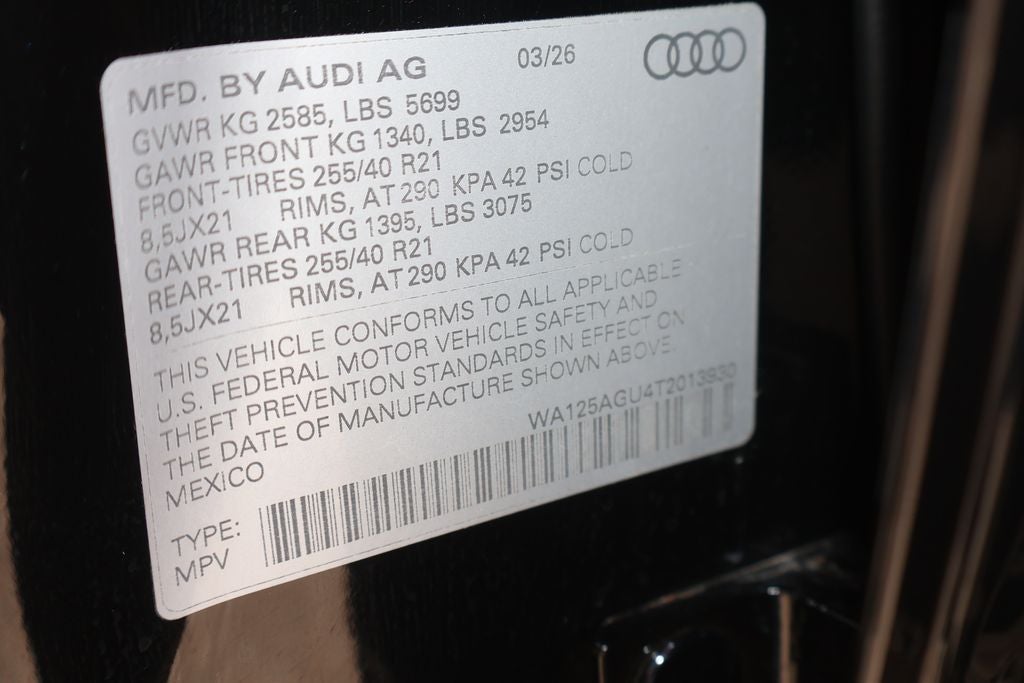 MFD. BY AUDI AG 03/26
GVWR KG 2585, LBS 5699
GAWR FRONT KG 1340, LBS 2954
FRONT-TIRES 255/40 R21
8,5JX21 RIMS, AT 290 KPA 42 PSI COLD
GAWR REAR KG 1395, LBS 3075
REAR-TIRES 255/40 R21
8,5JX21 RIMS, AT 290 KPA 42 PSI COLD
THIS VEHICLE CONFORMS TO ALL APPLICABLE
U.S. FEDERAL MOTOR VEHICLE SAFETY AND
THEFT PREVENTION STANDARDS IN EFFECT ON
THE DATE OF MANUFACTURE SHOWN ABOVE.
MEXICO WA125AGU4T2013930
TYPE:
MPV